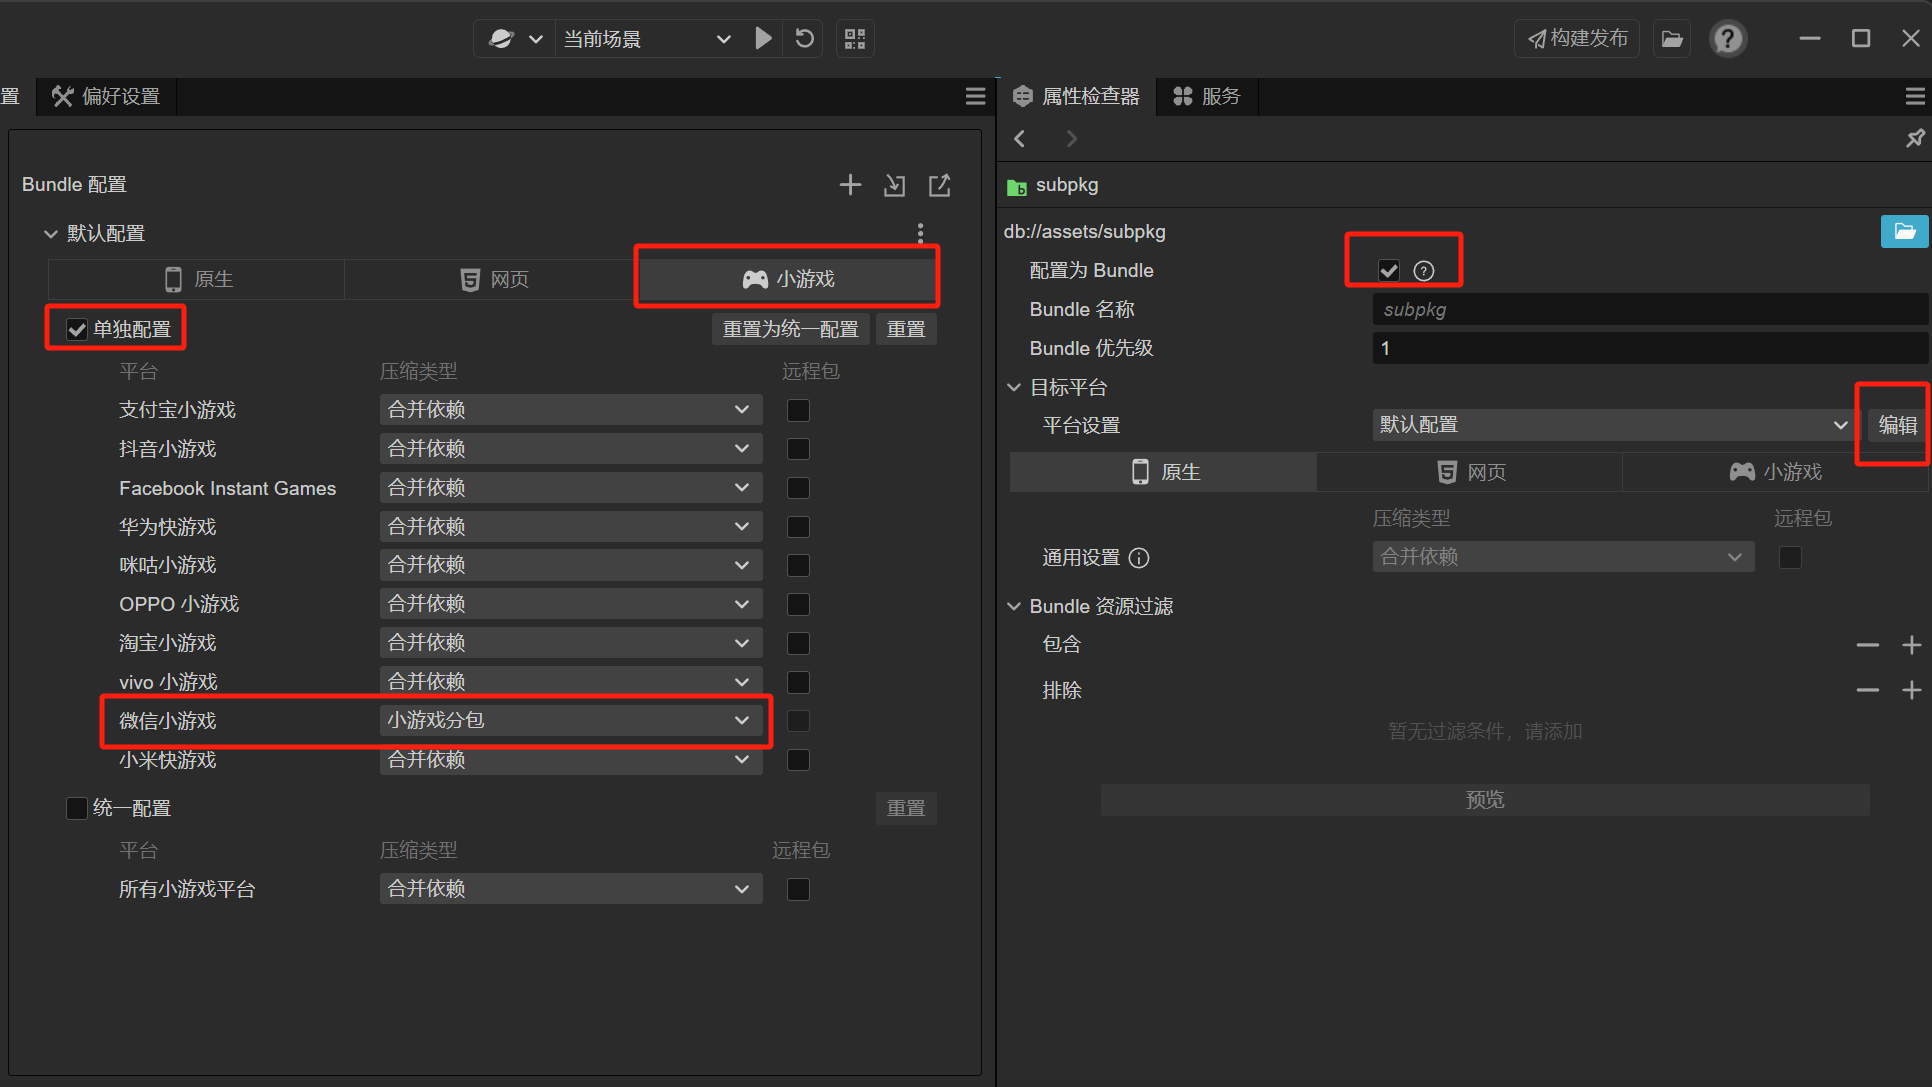 当前场景
构建发布
置
偏好设置
属性检查器
服务
Bundle 配置
默认配置
原生
网页
小游戏
单独配置
重置为统一配置
重置
平台
压缩类型
远程包
支付宝小游戏
合并依赖
抖音小游戏
合并依赖
Facebook Instant Games
合并依赖
华为快游戏
合并依赖
咪咕小游戏
合并依赖
OPPO 小游戏
合并依赖
淘宝小游戏
合并依赖
vivo 小游戏
合并依赖
微信小游戏
小游戏分包
小米快游戏
合并依赖
统一配置
重置
平台
压缩类型
远程包
所有小游戏平台
合并依赖
subpkg
db://assets/subpkg
配置为 Bundle
Bundle 名称
subpkg
Bundle 优先级
1
目标平台
平台设置
默认配置
编辑
原生
网页
小游戏
压缩类型
远程包
通用设置
合并依赖
Bundle 资源过滤
包含
排除
暂无过滤条件，请添加
预览